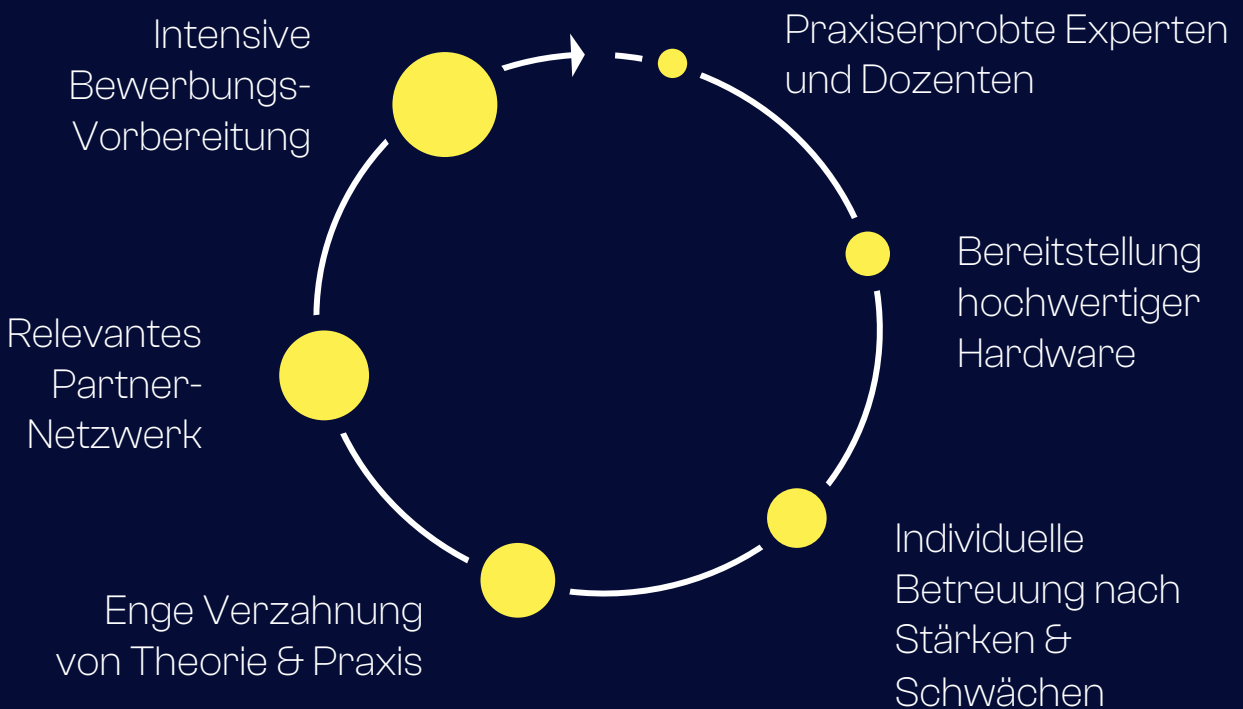 Intensive
Bewerbungs-
Vorbereitung
Praxiserprobte Experten
und Dozenten
Bereitstellung
hochwertiger
Hardware
Relevantes
Partner-
Netzwerk
Individuelle
Betreuung nach
Stärken &
Schwächen
Enge Verzahnung
von Theorie & Praxis